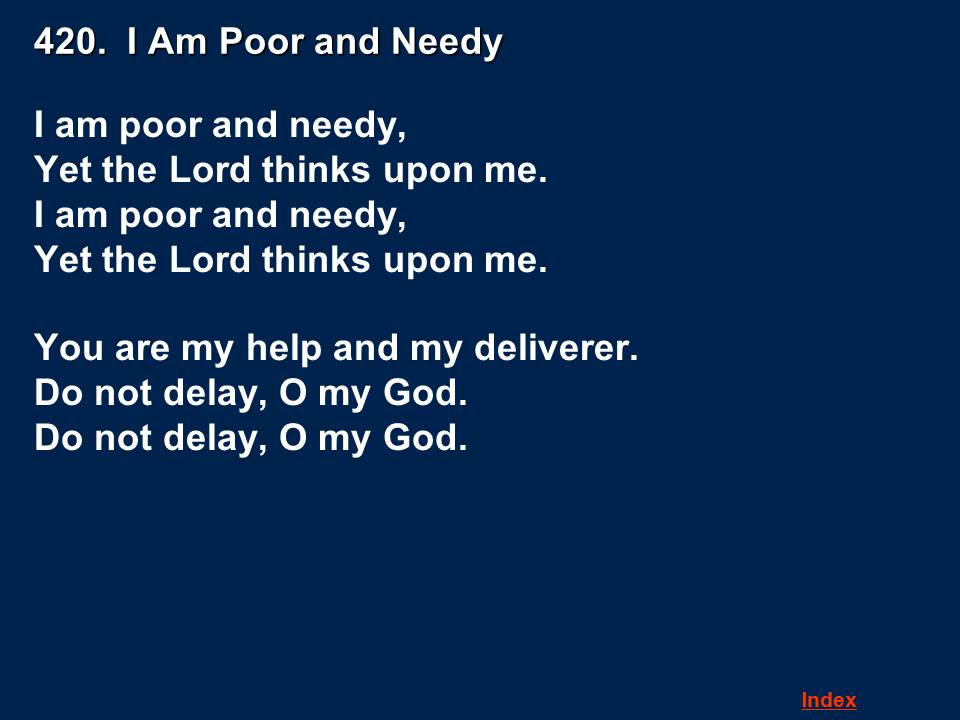 420. I Am Poor and Needy
I am poor and needy,
Yet the Lord thinks upon me.
I am poor and needy,
Yet the Lord thinks upon me.
You are my help and my deliverer.
Do not delay, O my God.
Do not delay, O my God.
Index